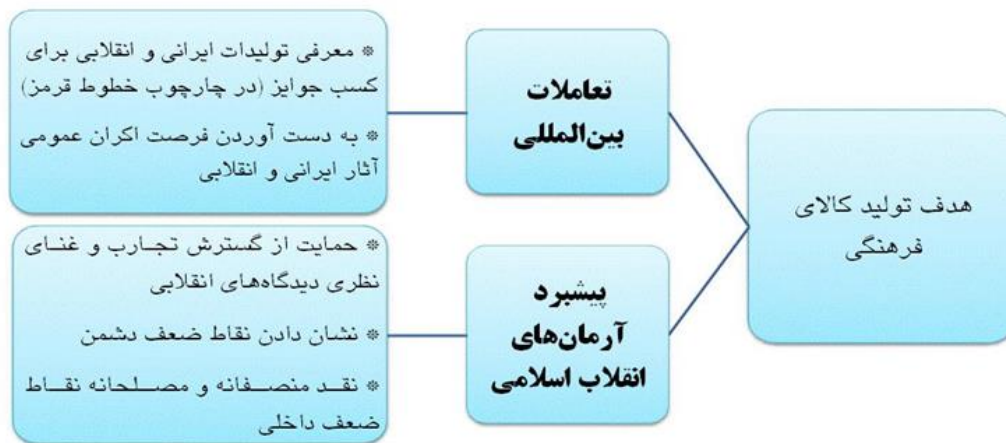 هدف تولید کالای
فرهنگی
تعاملات
بین‌المللی
* معرفی تولیدات ایرانی و انقلابی برای
کسب جوایز (در چارچوب خطوط قرمز)
* به دست آوردن فرصت اکران عمومی
آثار ایرانی و انقلابی
پیشبرد
آرمان‌های
انقلاب اسلامی
* حمایت از گسترش تجارب و غنای
نظری دیدگاه‌های انقلابی
* نشان دادن نقاط ضعف دشمن
* نقد منصفانه و مصلحانه نقاط
ضعف داخلی